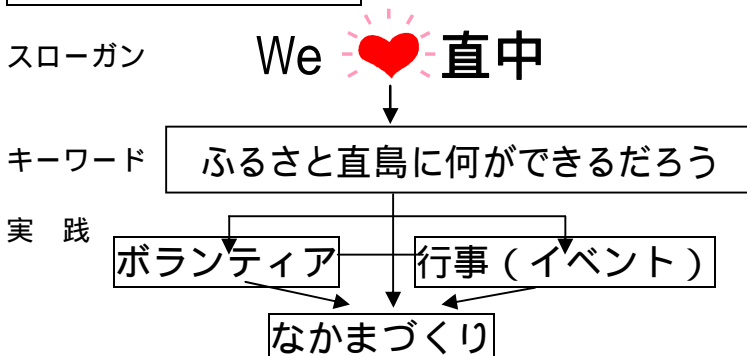 スローガン We 直中
キーワード ふるさと直島に何ができるだろう
実 践
ボランティア 行事（イベント）
なかまづくり